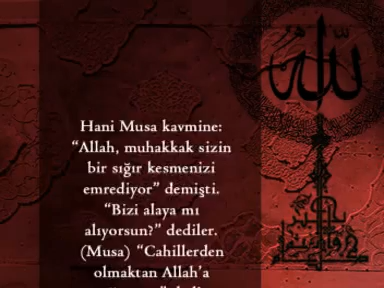 الله
Hani Musa kavmine:
“Allah, muhakkak sizin
bir sığır kesmenizi
emrediyor” demişti.
“Bizi alaya mı
alıyorsun?” dediler.
(Musa) “Cahillerden
olmaktan Allah’a